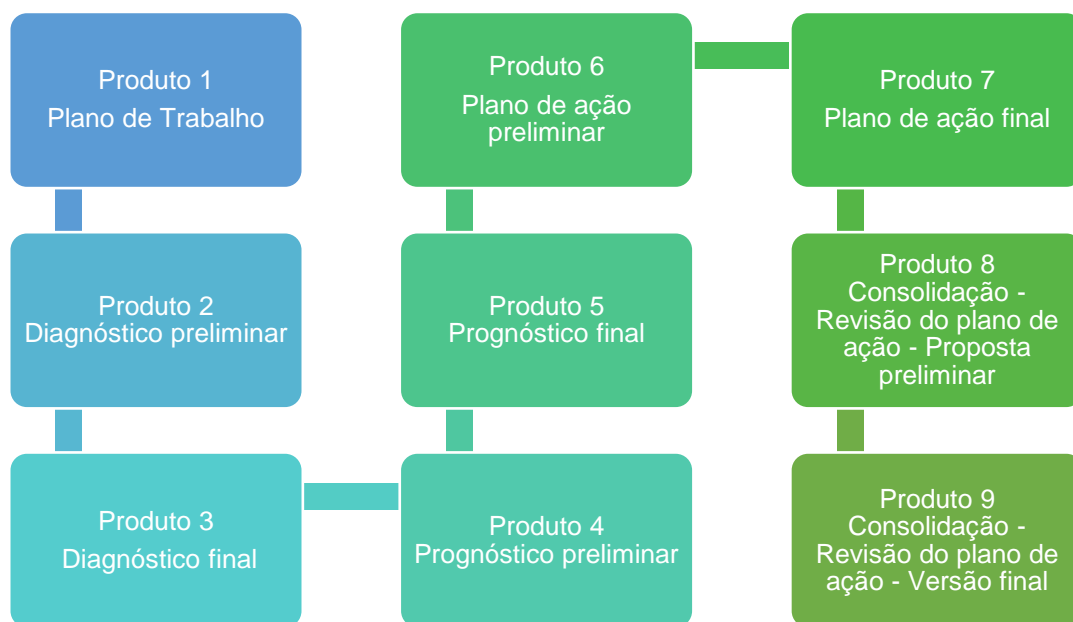 Produto 1
Plano de Trabalho
Produto 2
Diagnóstico preliminar
Produto 3
Diagnóstico final
Produto 4
Prognóstico preliminar
Produto 5
Prognóstico final
Produto 6
Plano de ação
preliminar
Produto 7
Plano de ação final
Produto 8
Consolidação -
Revisão do plano de
ação - Proposta
preliminar
Produto 9
Consolidação -
Revisão do plano de
ação - Versão final